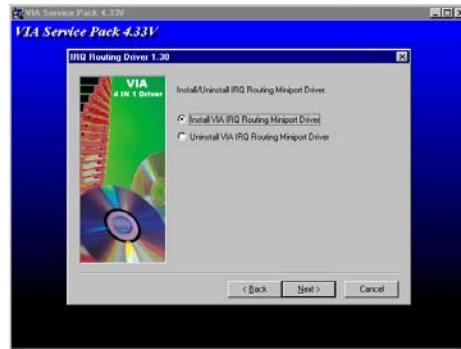 VIA Service Pack 4.33V
VIA Service Pack 4.33V
IRQ Routing Driver 1.30
VIA
4 IN 1 Driver
Install/Uninstall IRQ Routing Miniport Driver.
Install VIA IRQ Routing Miniport Driver
Uninstall VIA IRQ Routing Miniport Driver
< Back
Next >
Cancel